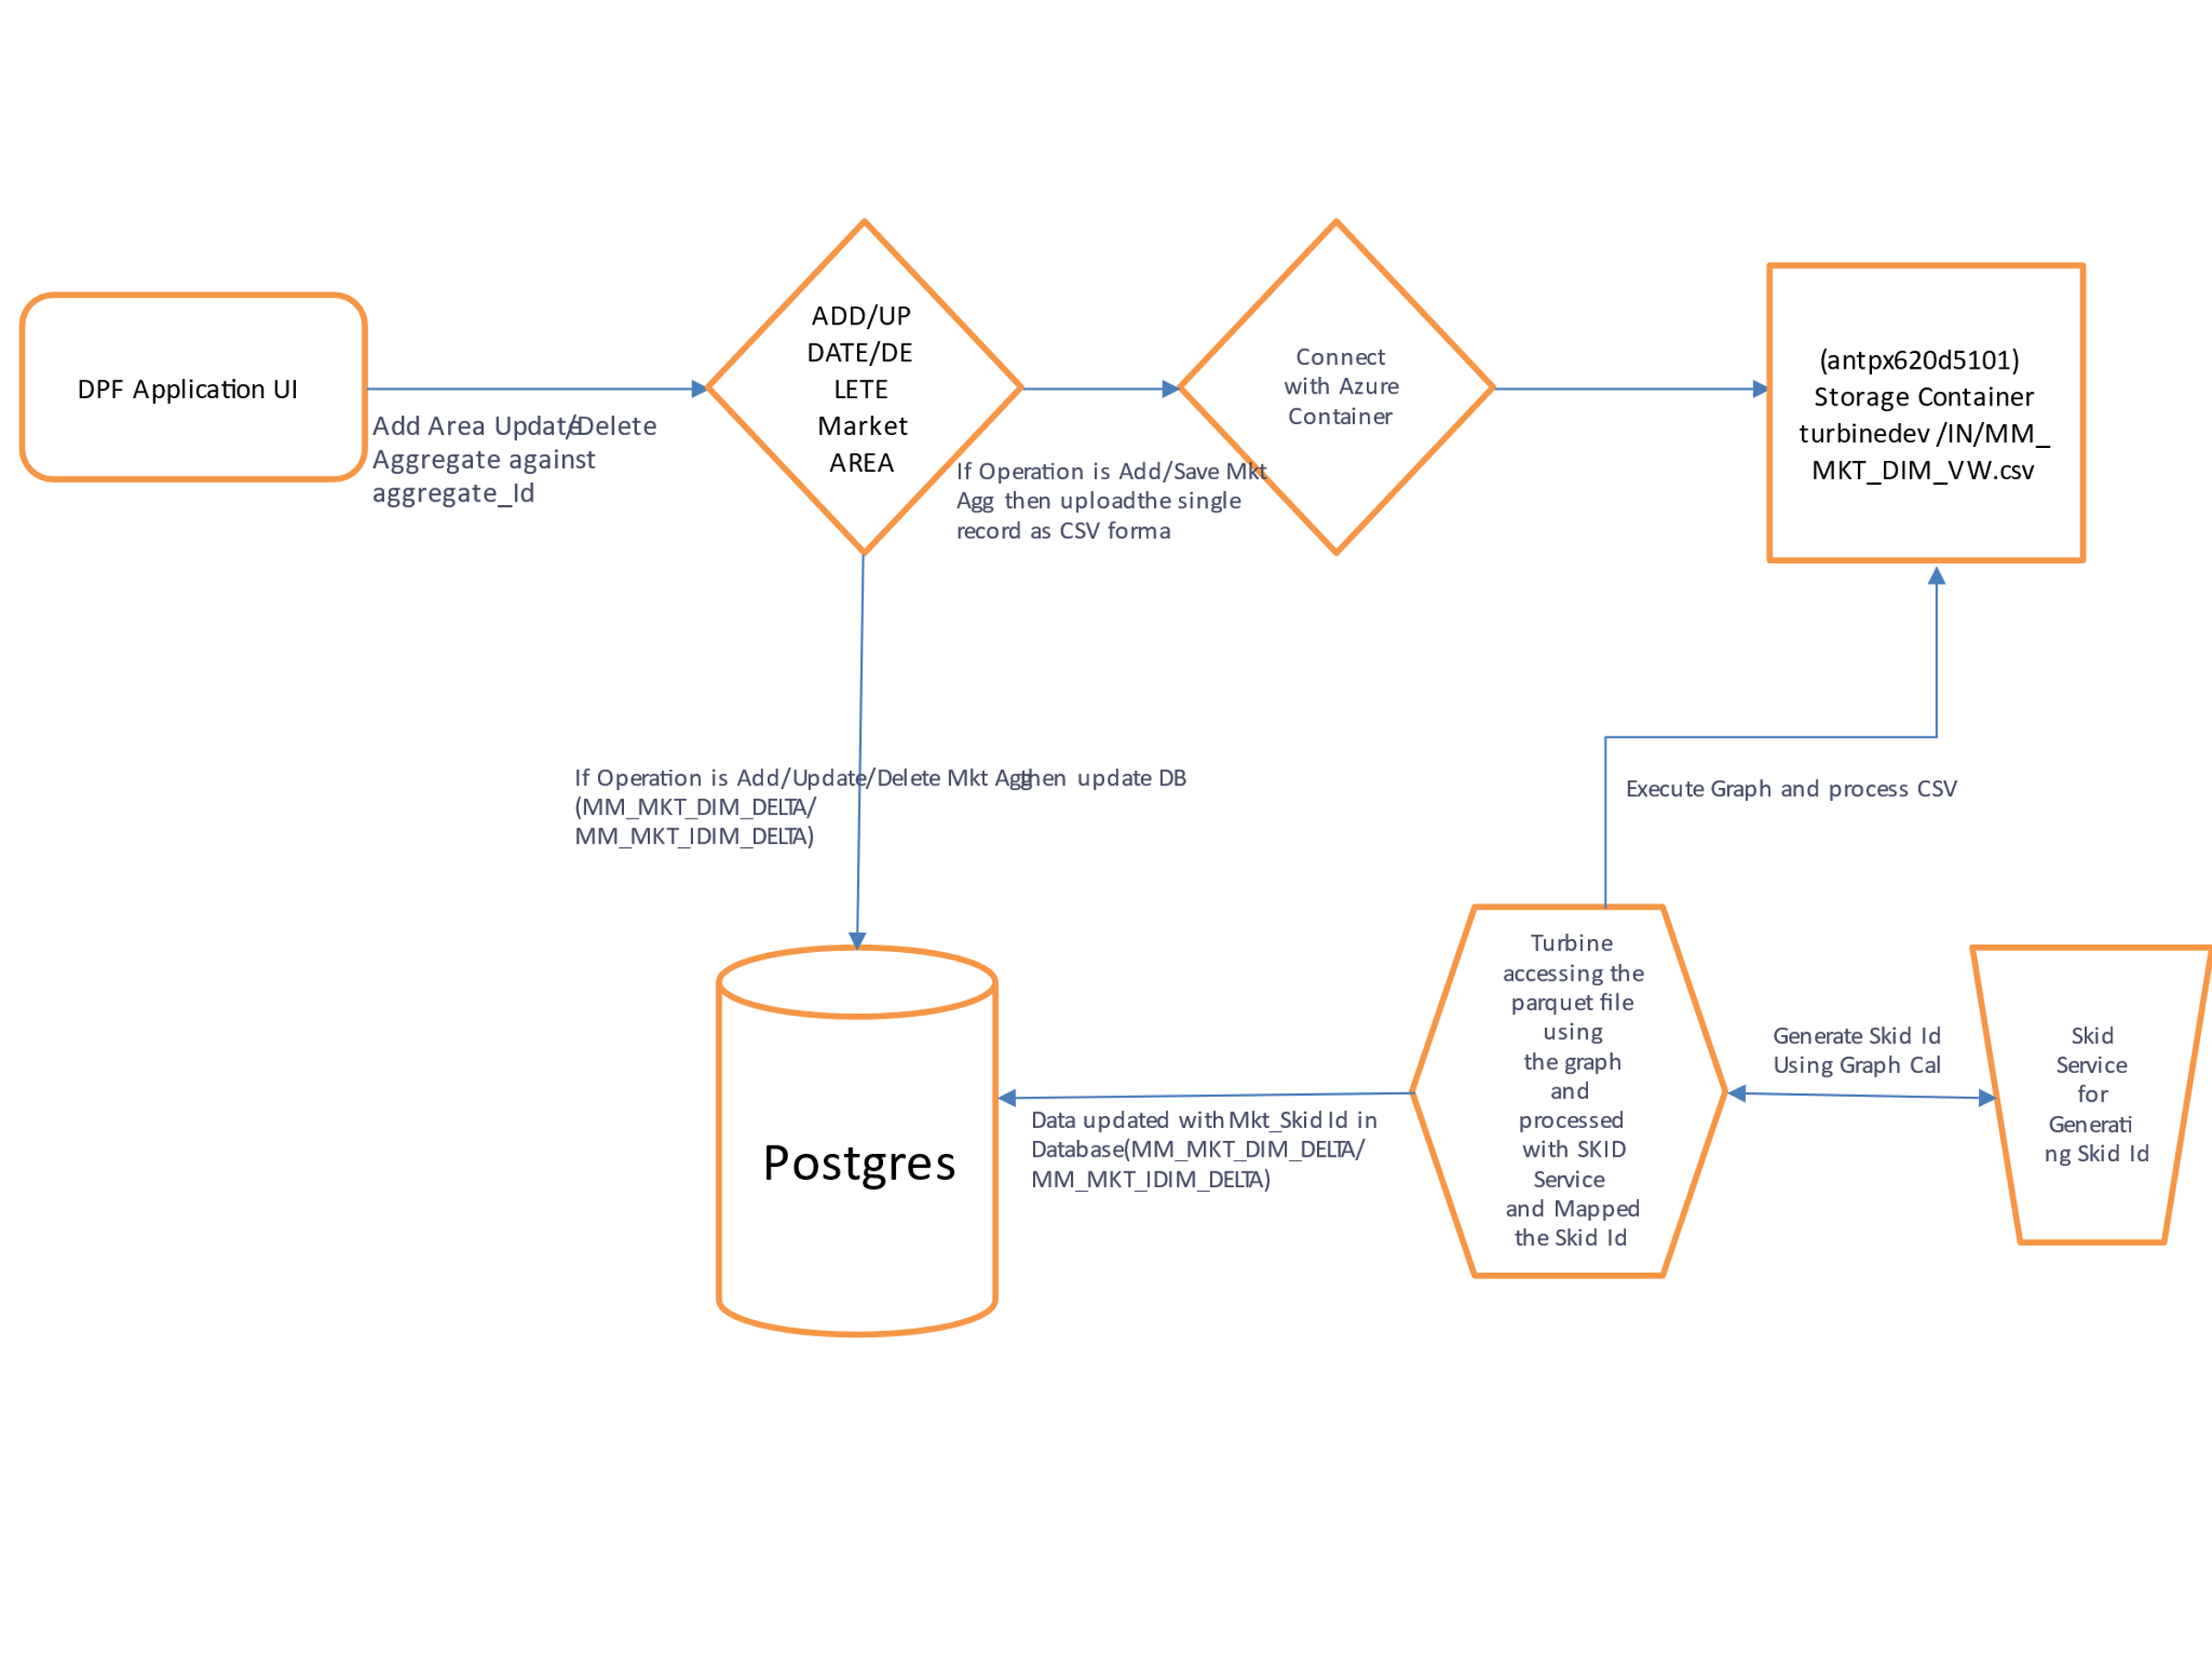 DPF Application UI
Add Area Update/Delete
Aggregate against
aggregate_Id
ADD/UP
DATE/DE
LETE
Market
AREA
If Operation is Add/Save Mkt
Agg then uploadthe single
record as CSV forma
Connect
with Azure
Container
(antpx620d5101)
Storage Container
turbinedev /IN/MM_
MKT_DIM_VW.csv
If Operation is Add/Update/Delete Mkt Aggthen update DB
(MM_MKT_DIM_DELTA/
MM_MKT_IDIM_DELTA)
Execute Graph and process CSV
Postgres
Data updated with Mkt_Skid Id in
Database(MM_MKT_DIM_DELTA/
MM_MKT_IDIM_DELTA)
Turbine
accessing the
parquet file
using
the graph
and
processed
with SKID
Service
and Mapped
the Skid Id
Generate Skid Id
Using Graph Cal
Skid
Service
for
Generati
ng Skid Id